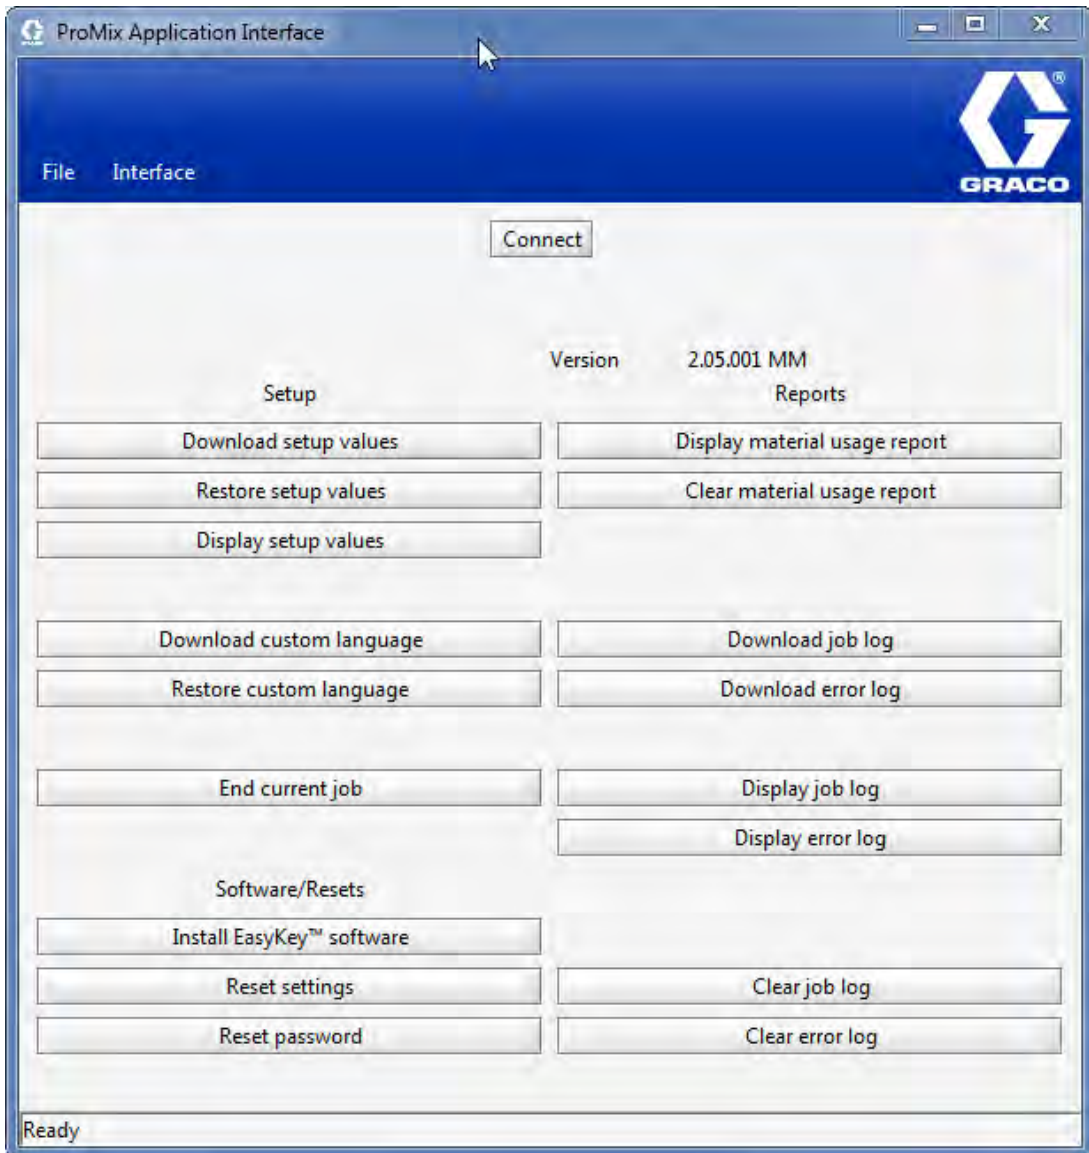 ProMix Application Interface
®
GRACO
File Interface
Connect
Version 2.05.001 MM
Setup Reports
Download setup values Display material usage report
Restore setup values Clear material usage report
Display setup values
Download custom language Download job log
Restore custom language Download error log
End current job Display job log
Display error log
Software/Resets
Install EasyKey™ software
Reset settings Clear job log
Reset password Clear error log
Ready